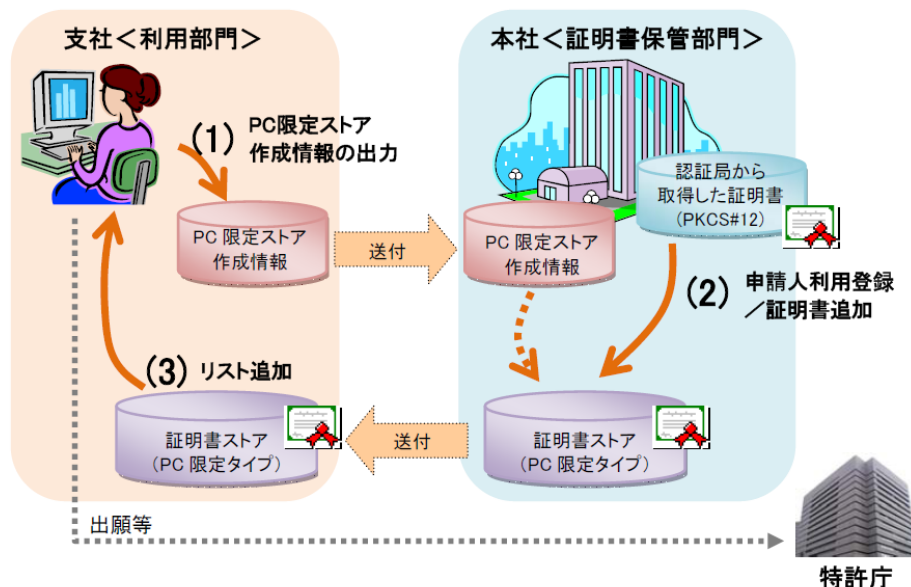 支社＜利用部門＞
本社＜証明書保管部門＞
(1) PC限定ストア
作成情報の出力
PC 限定ストア
作成情報
送付
PC 限定ストア
作成情報
認証局から
取得した証明書
(PKCS#12)
(2) 申請人利用登録
／証明書追加
(3) リスト追加
証明書ストア
(PC 限定タイプ)
送付
証明書ストア
(PC 限定タイプ)
出願等
特許庁